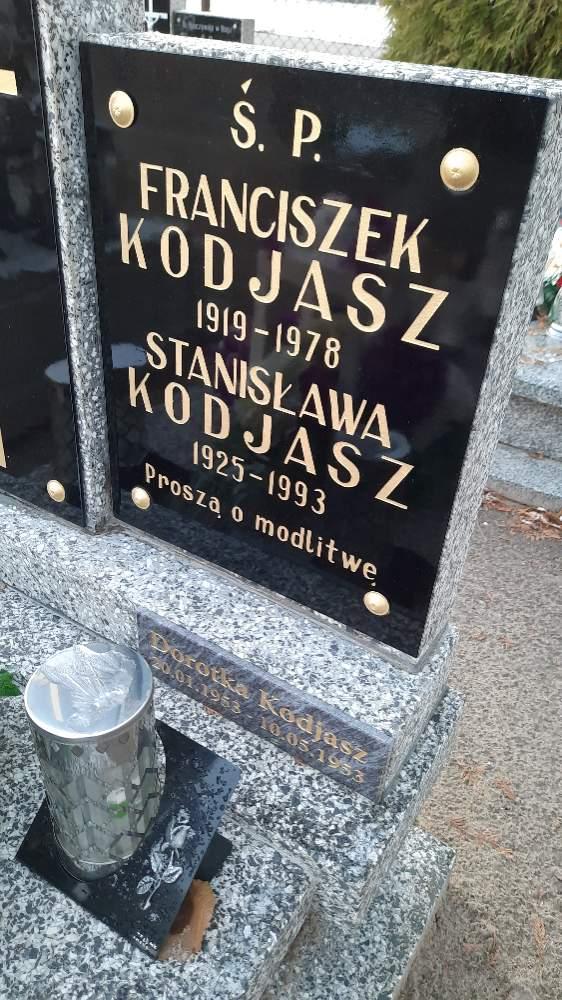 Ś. P.
FRANCISZEK
KODJASZ
1919-1978
STANISŁAWA
KODJASZ
1925-1993
Proszą o modlitwę
Dorotka Kodjasz
20.01.1953 - 10.05.1953